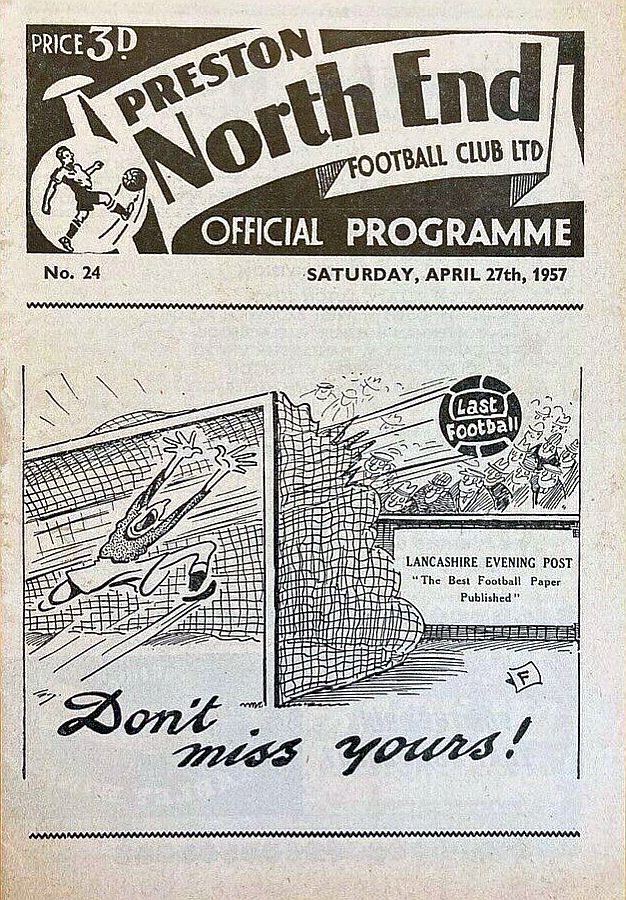 PRICE 3D
PRESTON
North End
FOOTBALL CLUB LTD
OFFICIAL PROGRAMME
No. 24
SATURDAY, APRIL 27th, 1957
Last
Football
LANCASHIRE EVENING POST
"The Best Football Paper
Published"
F
Don't
miss yours!